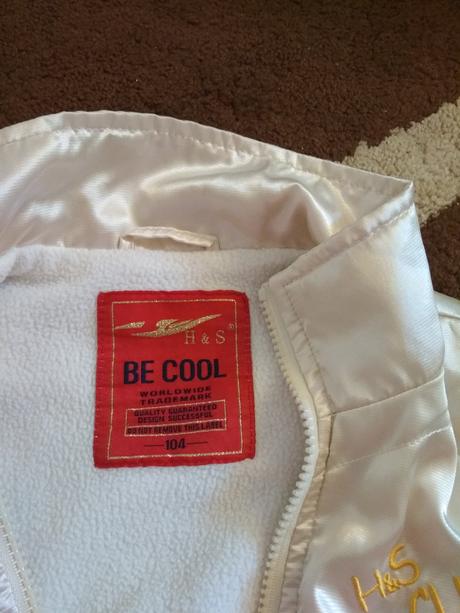 H & S ®
BE COOL
WORLDWIDE
TRADEMARK
QUALITY GUARANTEED
DESIGN SUCCESSFUL
DO NOT REMOVE THIS LABEL
104
H&S